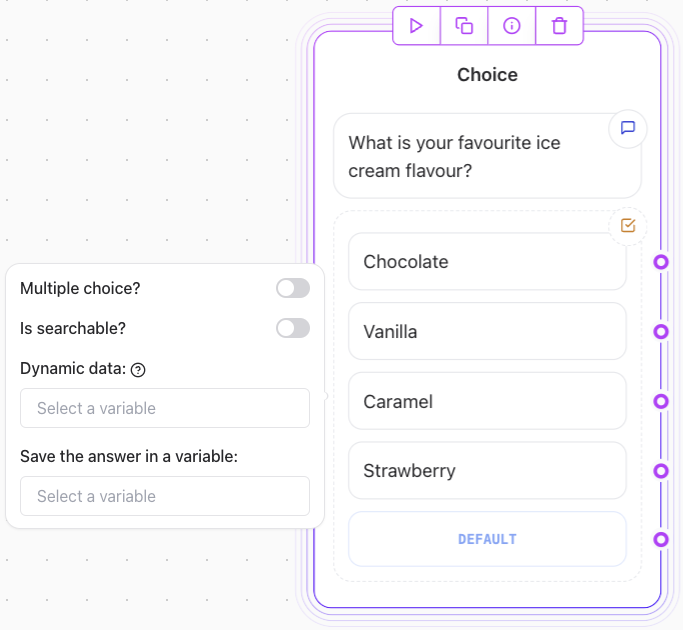 Choice
What is your favourite ice
cream flavour?
Chocolate
Vanilla
Caramel
Strawberry
DEFAULT
Multiple choice?
Is searchable?
Dynamic data:
Select a variable
Save the answer in a variable:
Select a variable